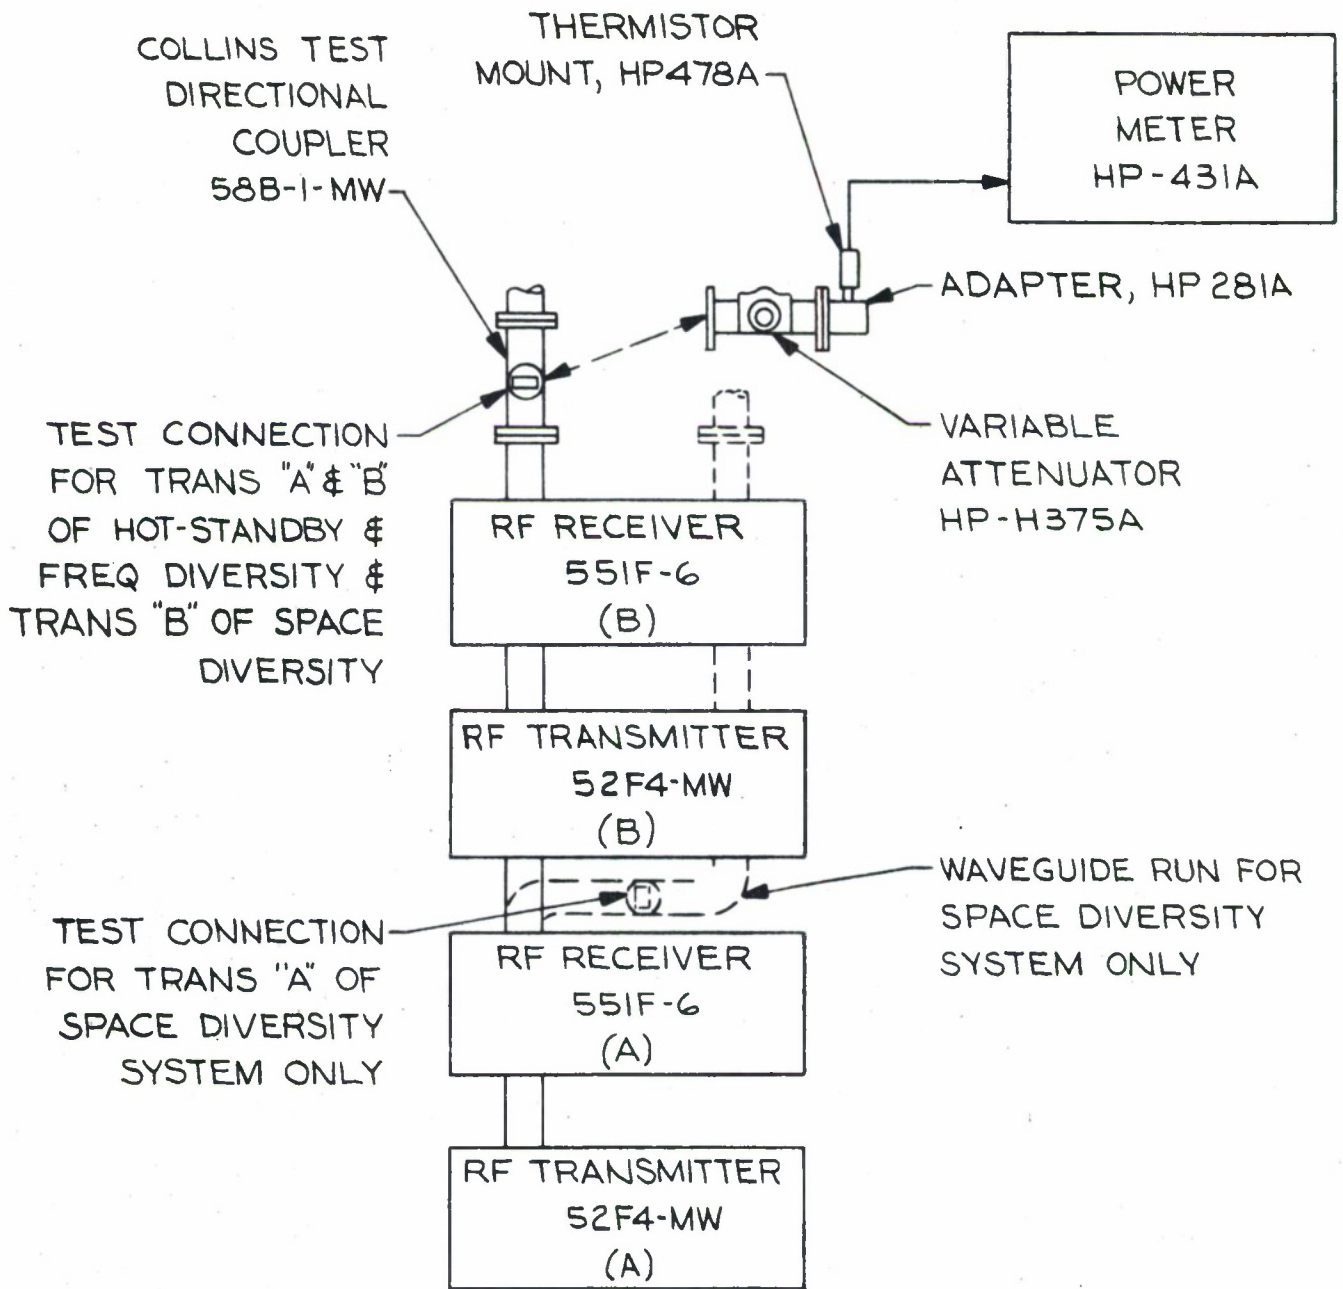 COLLINS TEST
DIRECTIONAL
COUPLER
58B-1-MW
THERMISTOR
MOUNT, HP478A
POWER
METER
HP-431A
ADAPTER, HP 281A
VARIABLE
ATTENUATOR
HP-H375A
TEST CONNECTION
FOR TRANS "A" & "B"
OF HOT-STANDBY &
FREQ DIVERSITY &
TRANS "B" OF SPACE
DIVERSITY
RF RECEIVER
551F-6
(B)
RF TRANSMITTER
52F4-MW
(B)
WAVEGUIDE RUN FOR
SPACE DIVERSITY
SYSTEM ONLY
TEST CONNECTION
FOR TRANS "A" OF
SPACE DIVERSITY
SYSTEM ONLY
RF RECEIVER
551F-6
(A)
RF TRANSMITTER
52F4-MW
(A)